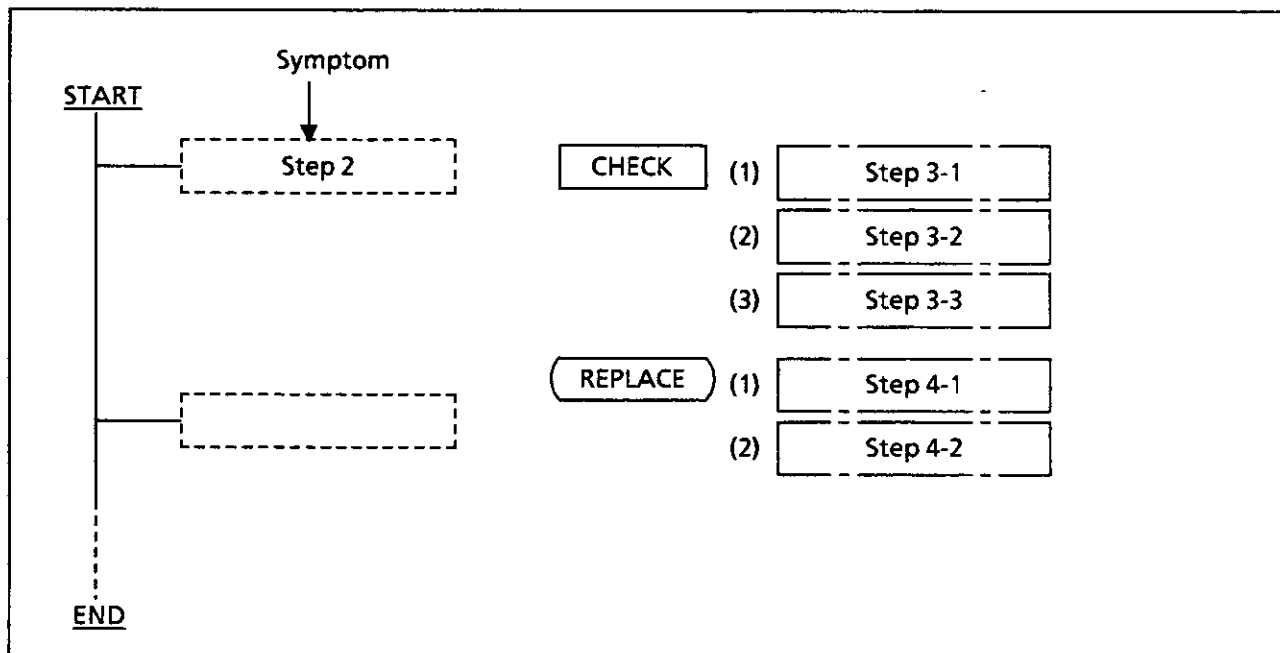 Symptom
START
Step 2
CHECK (1) Step 3-1
(2) Step 3-2
(3) Step 3-3
REPLACE (1) Step 4-1
(2) Step 4-2
END